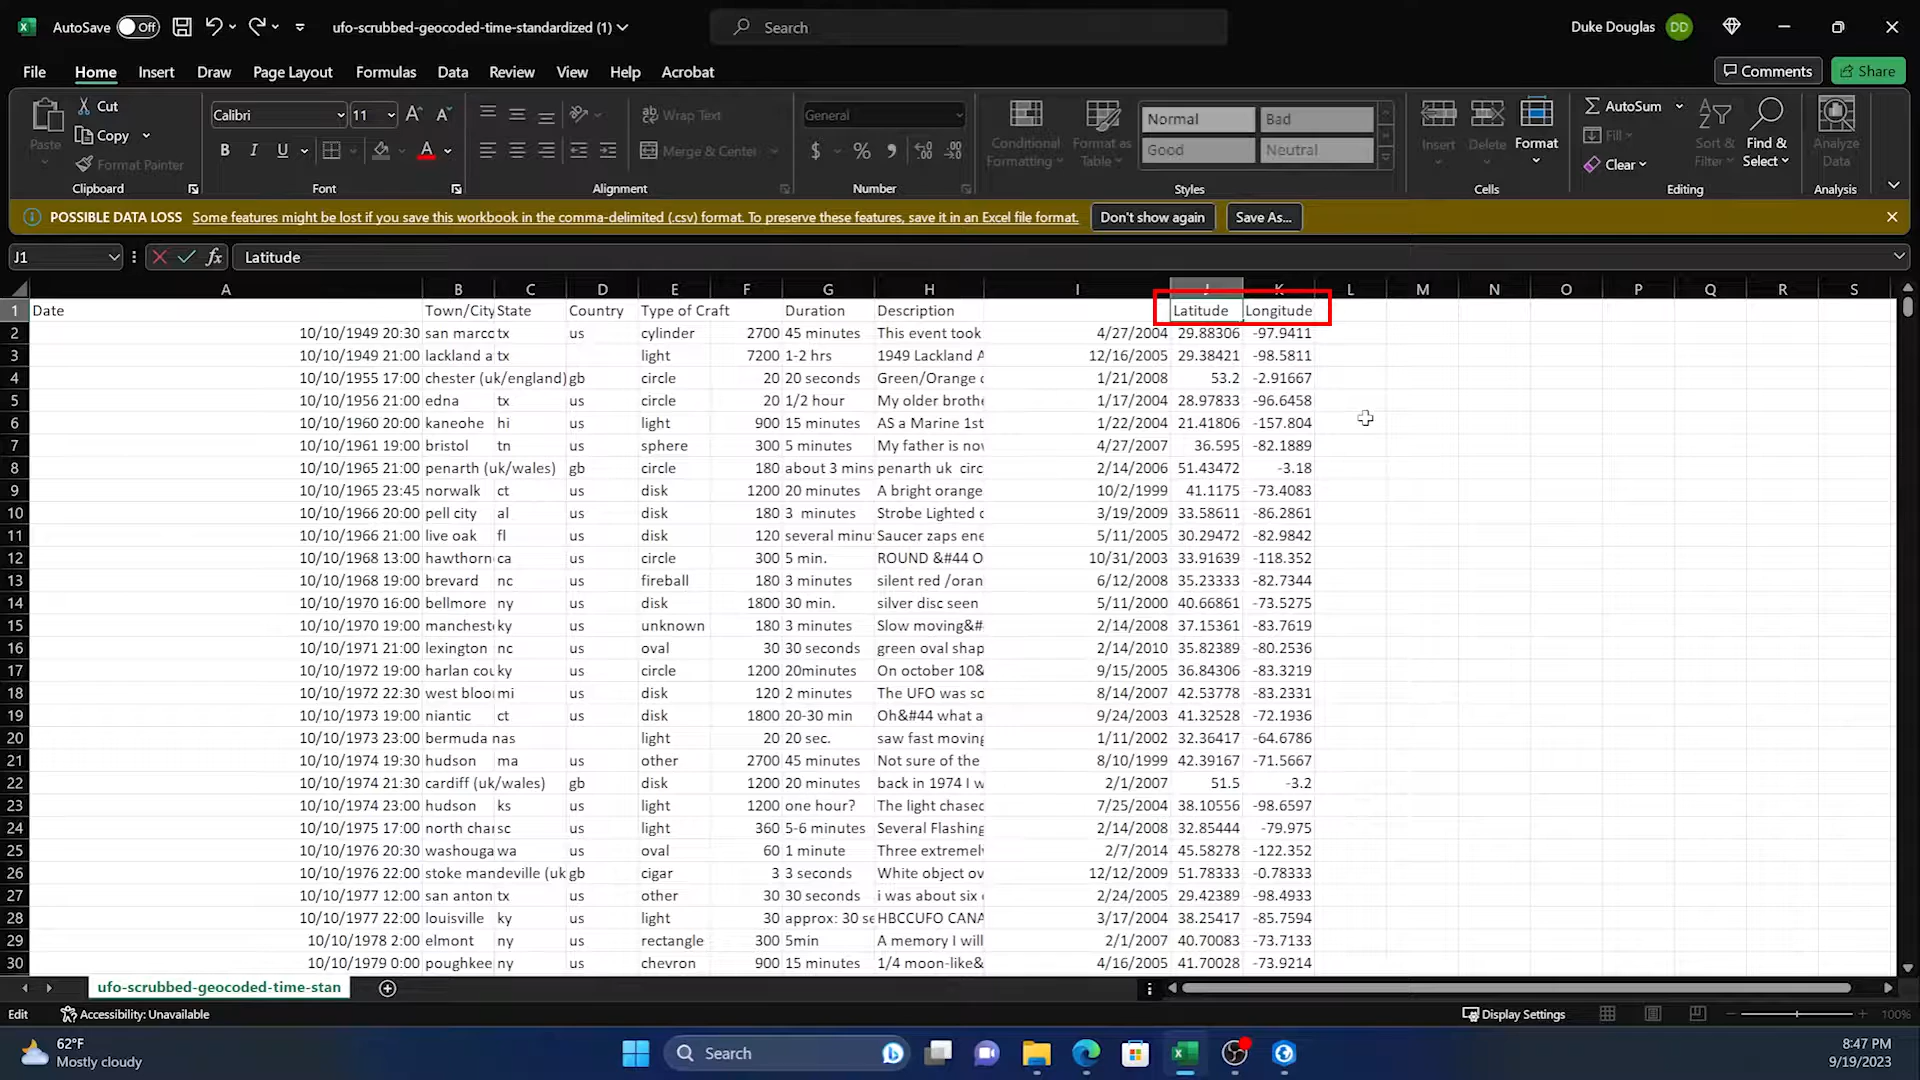 AutoSave Off ufo-scrubbed-geocoded-time-standardized (1) Search Duke Douglas DD
File Home Insert Draw Page Layout Formulas Data Review View Help Acrobat Comments Share
Paste Cut Copy Format Painter Clipboard
Calibri 11 B I U A Font
Wrap Text Merge & Center Alignment
General $ % Number
Conditional Formatting Format as Table Normal Bad Good Neutral Styles
Insert Delete Format Cells
AutoSum Fill Clear Sort & Filter Find & Select Editing
Analyze Data Analysis
POSSIBLE DATA LOSS Some features might be lost if you save this workbook in the comma-delimited (.csv) format. To preserve these features, save it in an Excel file format. Don't show again Save As...
J1 fx Latitude
A B C D E F G H I J K L M N O P Q R S
1 Date Town/City State Country Type of Craft Duration Description Latitude Longitude
2 10/10/1949 20:30 san marcc tx us cylinder 2700 45 minutes This event took 4/27/2004 29.88306 -97.9411
3 10/10/1949 21:00 lackland a tx light 7200 1-2 hrs 1949 Lackland A 12/16/2005 29.38421 -98.5811
4 10/10/1955 17:00 chester (uk/england) gb circle 20 20 seconds Green/Orange c 1/21/2008 53.2 -2.91667
5 10/10/1956 21:00 edna tx us circle 20 1/2 hour My older brothe 1/17/2004 28.97833 -96.6458
6 10/10/1960 20:00 kaneohe hi us light 900 15 minutes AS a Marine 1st 1/22/2004 21.41806 -157.804
7 10/10/1961 19:00 bristol tn us sphere 300 5 minutes My father is nov 4/27/2007 36.595 -82.1889
8 10/10/1965 21:00 penarth (uk/wales) gb circle 180 about 3 mins penarth uk circ 2/14/2006 51.43472 -3.18
9 10/10/1965 23:45 norwalk ct us disk 1200 20 minutes A bright orange 10/2/1999 41.1175 -73.4083
10 10/10/1966 20:00 pell city al us disk 180 3 minutes Strobe Lighted c 3/19/2009 33.58611 -86.2861
11 10/10/1966 21:00 live oak fl us disk 120 several minu Saucer zaps ene 5/11/2005 30.29472 -82.9842
12 10/10/1968 13:00 hawthorn ca us circle 300 5 min. ROUND &#44 O 10/31/2003 33.91639 -118.352
13 10/10/1968 19:00 brevard nc us fireball 180 3 minutes silent red /oran 6/12/2008 35.23333 -82.7344
14 10/10/1970 16:00 bellmore ny us disk 1800 30 min. silver disc seen 5/11/2000 40.66861 -73.5275
15 10/10/1970 19:00 manchest ky us unknown 180 3 minutes Slow moving&# 2/14/2008 37.15361 -83.7619
16 10/10/1971 21:00 lexington nc us oval 30 30 seconds green oval shap 2/14/2010 35.82389 -80.2536
17 10/10/1972 19:00 harlan cou ky us circle 1200 20minutes On october 10& 9/15/2005 36.84306 -83.3219
18 10/10/1972 22:30 west bloo mi us disk 120 2 minutes The UFO was sc 8/14/2007 42.53778 -83.2331
19 10/10/1973 19:00 niantic ct us disk 1800 20-30 min Oh&#44 what a 9/24/2003 41.32528 -72.1936
20 10/10/1973 23:00 bermuda nas light 20 20 sec. saw fast moving 1/11/2002 32.36417 -64.6786
21 10/10/1974 19:30 hudson ma us other 2700 45 minutes Not sure of the 8/10/1999 42.39167 -71.5667
22 10/10/1974 21:30 cardiff (uk/wales) gb disk 1200 20 minutes back in 1974 I w 2/1/2007 51.5 -3.2
23 10/10/1974 23:00 hudson ks us light 1200 one hour? The light chased 7/25/2004 38.10556 -98.6597
24 10/10/1975 17:00 north char sc us light 360 5-6 minutes Several Flashing 2/14/2008 32.85444 -79.975
25 10/10/1976 20:30 washouga wa us oval 60 1 minute Three extremely 2/7/2014 45.58278 -122.352
26 10/10/1976 22:00 stoke mandeville (uk gb cigar 3 3 seconds White object ov 12/12/2009 51.78333 -0.78333
27 10/10/1977 12:00 san anton tx us other 30 30 seconds i was about six 2/24/2005 29.42389 -98.4933
28 10/10/1977 22:00 louisville ky us light 30 approx: 30 se HBCCUFO CANA 3/17/2004 38.25417 -85.7594
29 10/10/1978 2:00 elmont ny us rectangle 300 5min A memory I will 2/1/2007 40.70083 -73.7133
30 10/10/1979 0:00 poughkee ny us chevron 900 15 minutes 1/4 moon-like& 4/16/2005 41.70028 -73.9214
ufo-scrubbed-geocoded-time-stan
Edit Accessibility: Unavailable Display Settings 100%
62°F Mostly cloudy Search 8:47 PM
9/19/2023